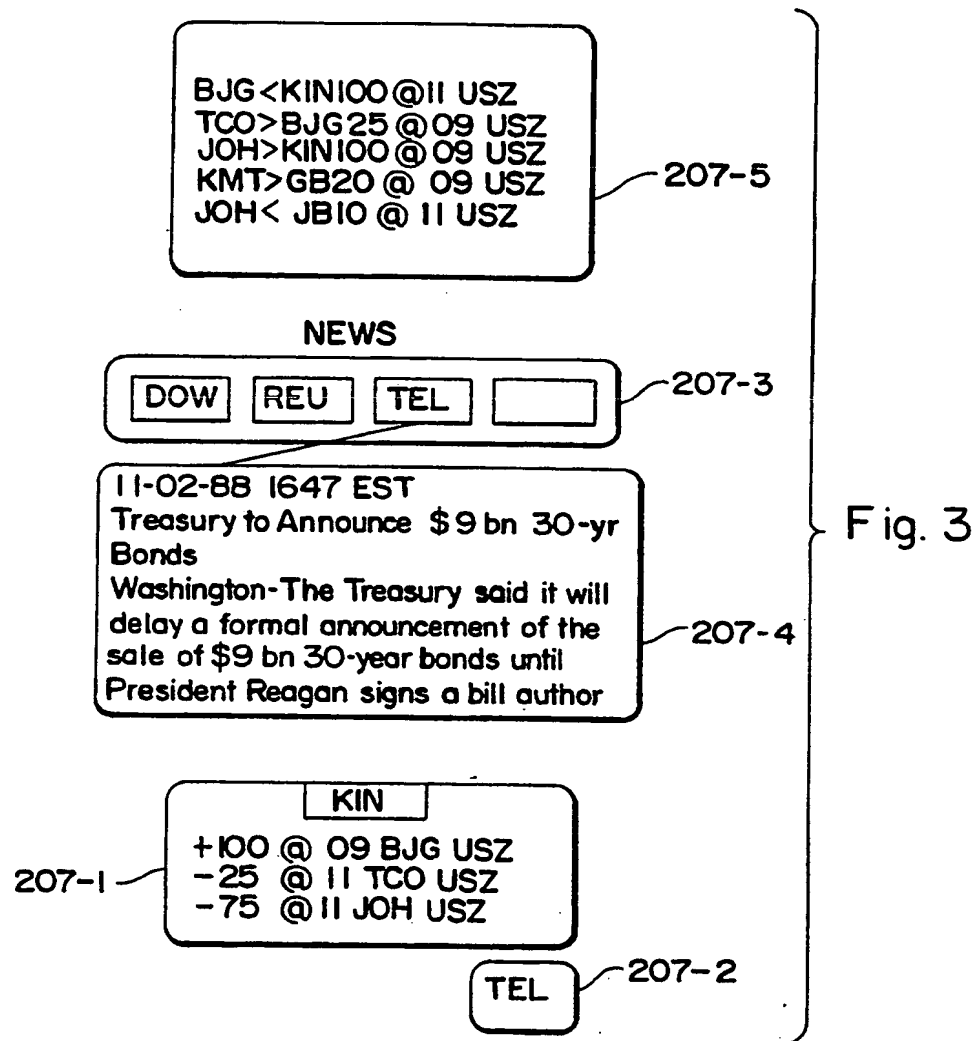 BJG<KIN100@11 USZ
TCO>BJG25@09 USZ
JOH>KIN100@09 USZ
KMT>GB20 @ 09 USZ
JOH< JB10 @ 11 USZ
207-5
NEWS
DOW REU TEL
207-3
11-02-88 1647 EST
Treasury to Announce $9 bn 30-yr
Bonds
Washington-The Treasury said it will
delay a formal announcement of the
sale of $9 bn 30-year bonds until
President Reagan signs a bill author
207-4
Fig. 3
KIN
+100 @ 09 BJG USZ
-25 @ 11 TCO USZ
-75 @ 11 JOH USZ
207-1
TEL
207-2